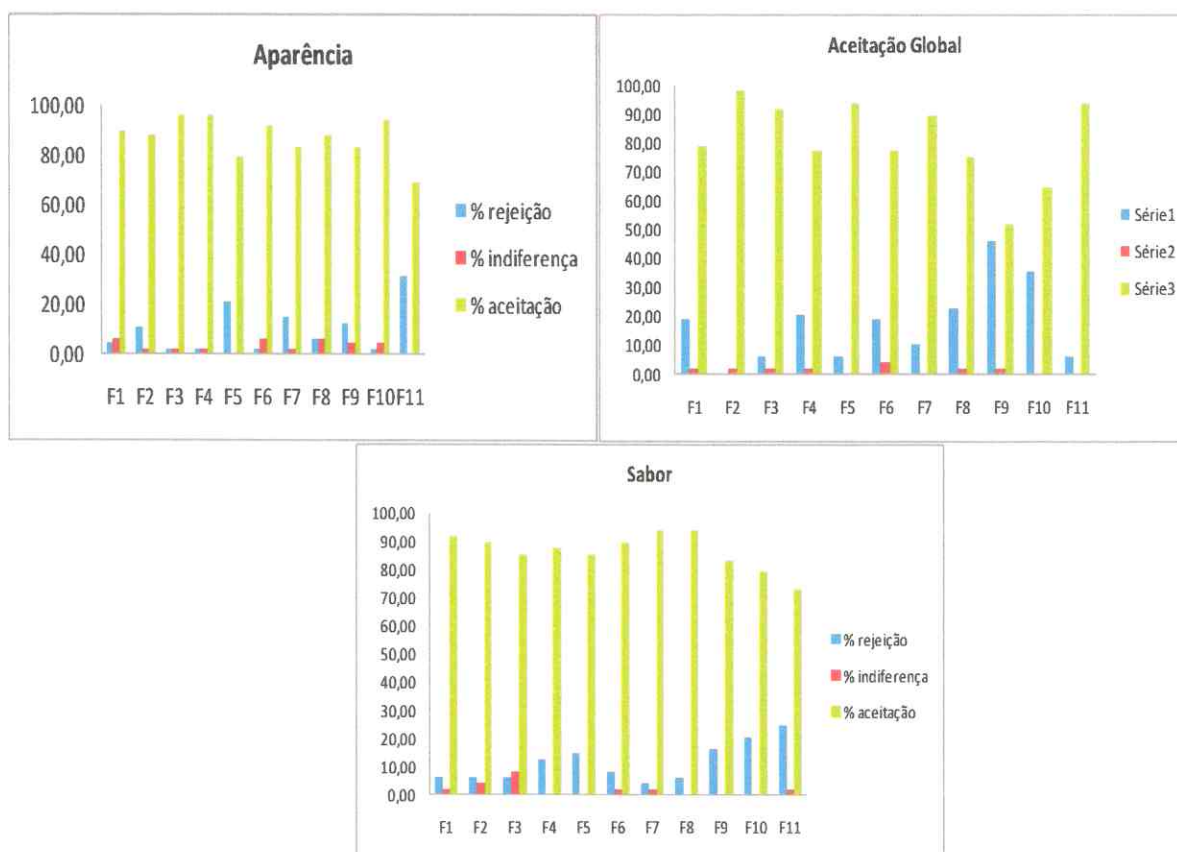 Aparência
100,00
80,00
60,00
40,00
20,00
0,00
F1 F2 F3 F4 F5 F6 F7 F8 F9 F10 F11
% rejeição
% indiferença
% aceitação
Aceitação Global
100,00
90,00
80,00
70,00
60,00
50,00
40,00
30,00
20,00
10,00
0,00
F1 F2 F3 F4 F5 F6 F7 F8 F9 F10 F11
Série1
Série2
Série3
Sabor
100,00
90,00
80,00
70,00
60,00
50,00
40,00
30,00
20,00
10,00
0,00
F1 F2 F3 F4 F5 F6 F7 F8 F9 F10 F11
% rejeição
% indiferença
% aceitação